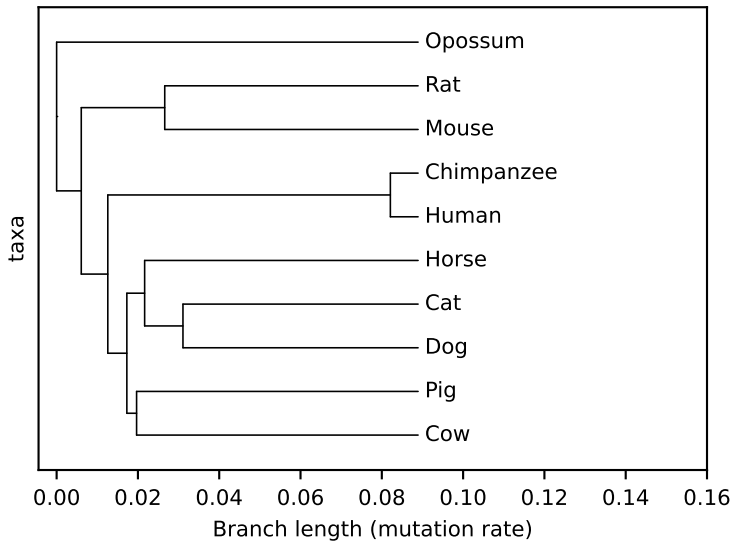 Opossum
Rat
Mouse
Chimpanzee
Human
Horse
Cat
Dog
Pig
Cow
taxa
0.00 0.02 0.04 0.06 0.08 0.10 0.12 0.14 0.16
Branch length (mutation rate)